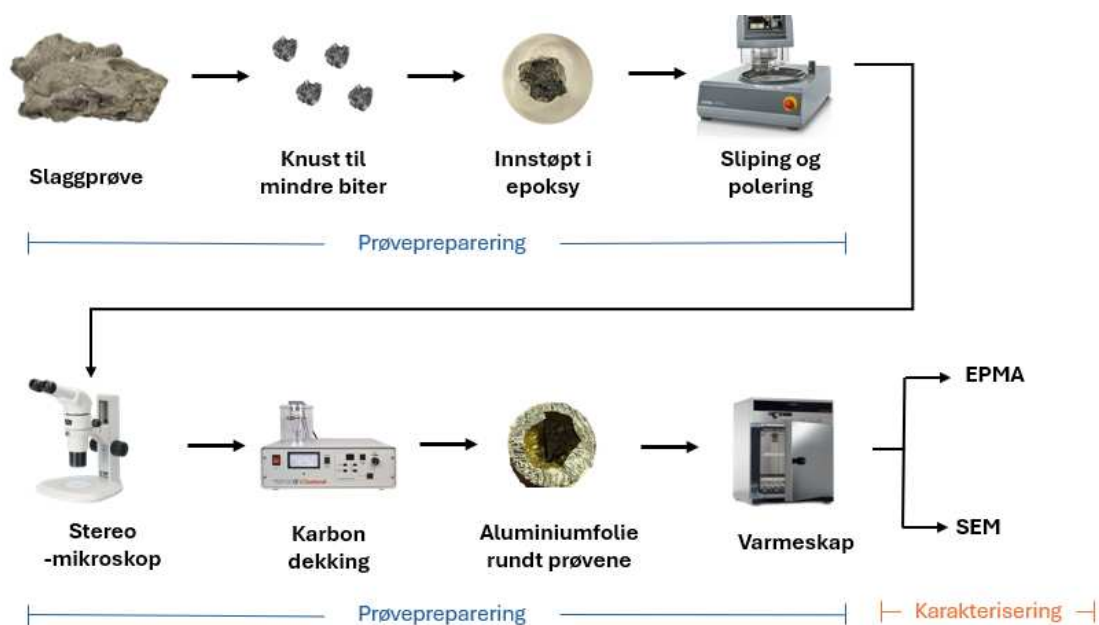 Slaggprøve
Knust til
mindre biter
Innstøpt i
epoksy
Sliping og
polering
Prøvepreparering
Stereo
-mikroskop
Karbon
dekking
Aluminiumfolie
rundt prøvene
Varmeskap
EPMA
SEM
Prøvepreparering
Karakterisering